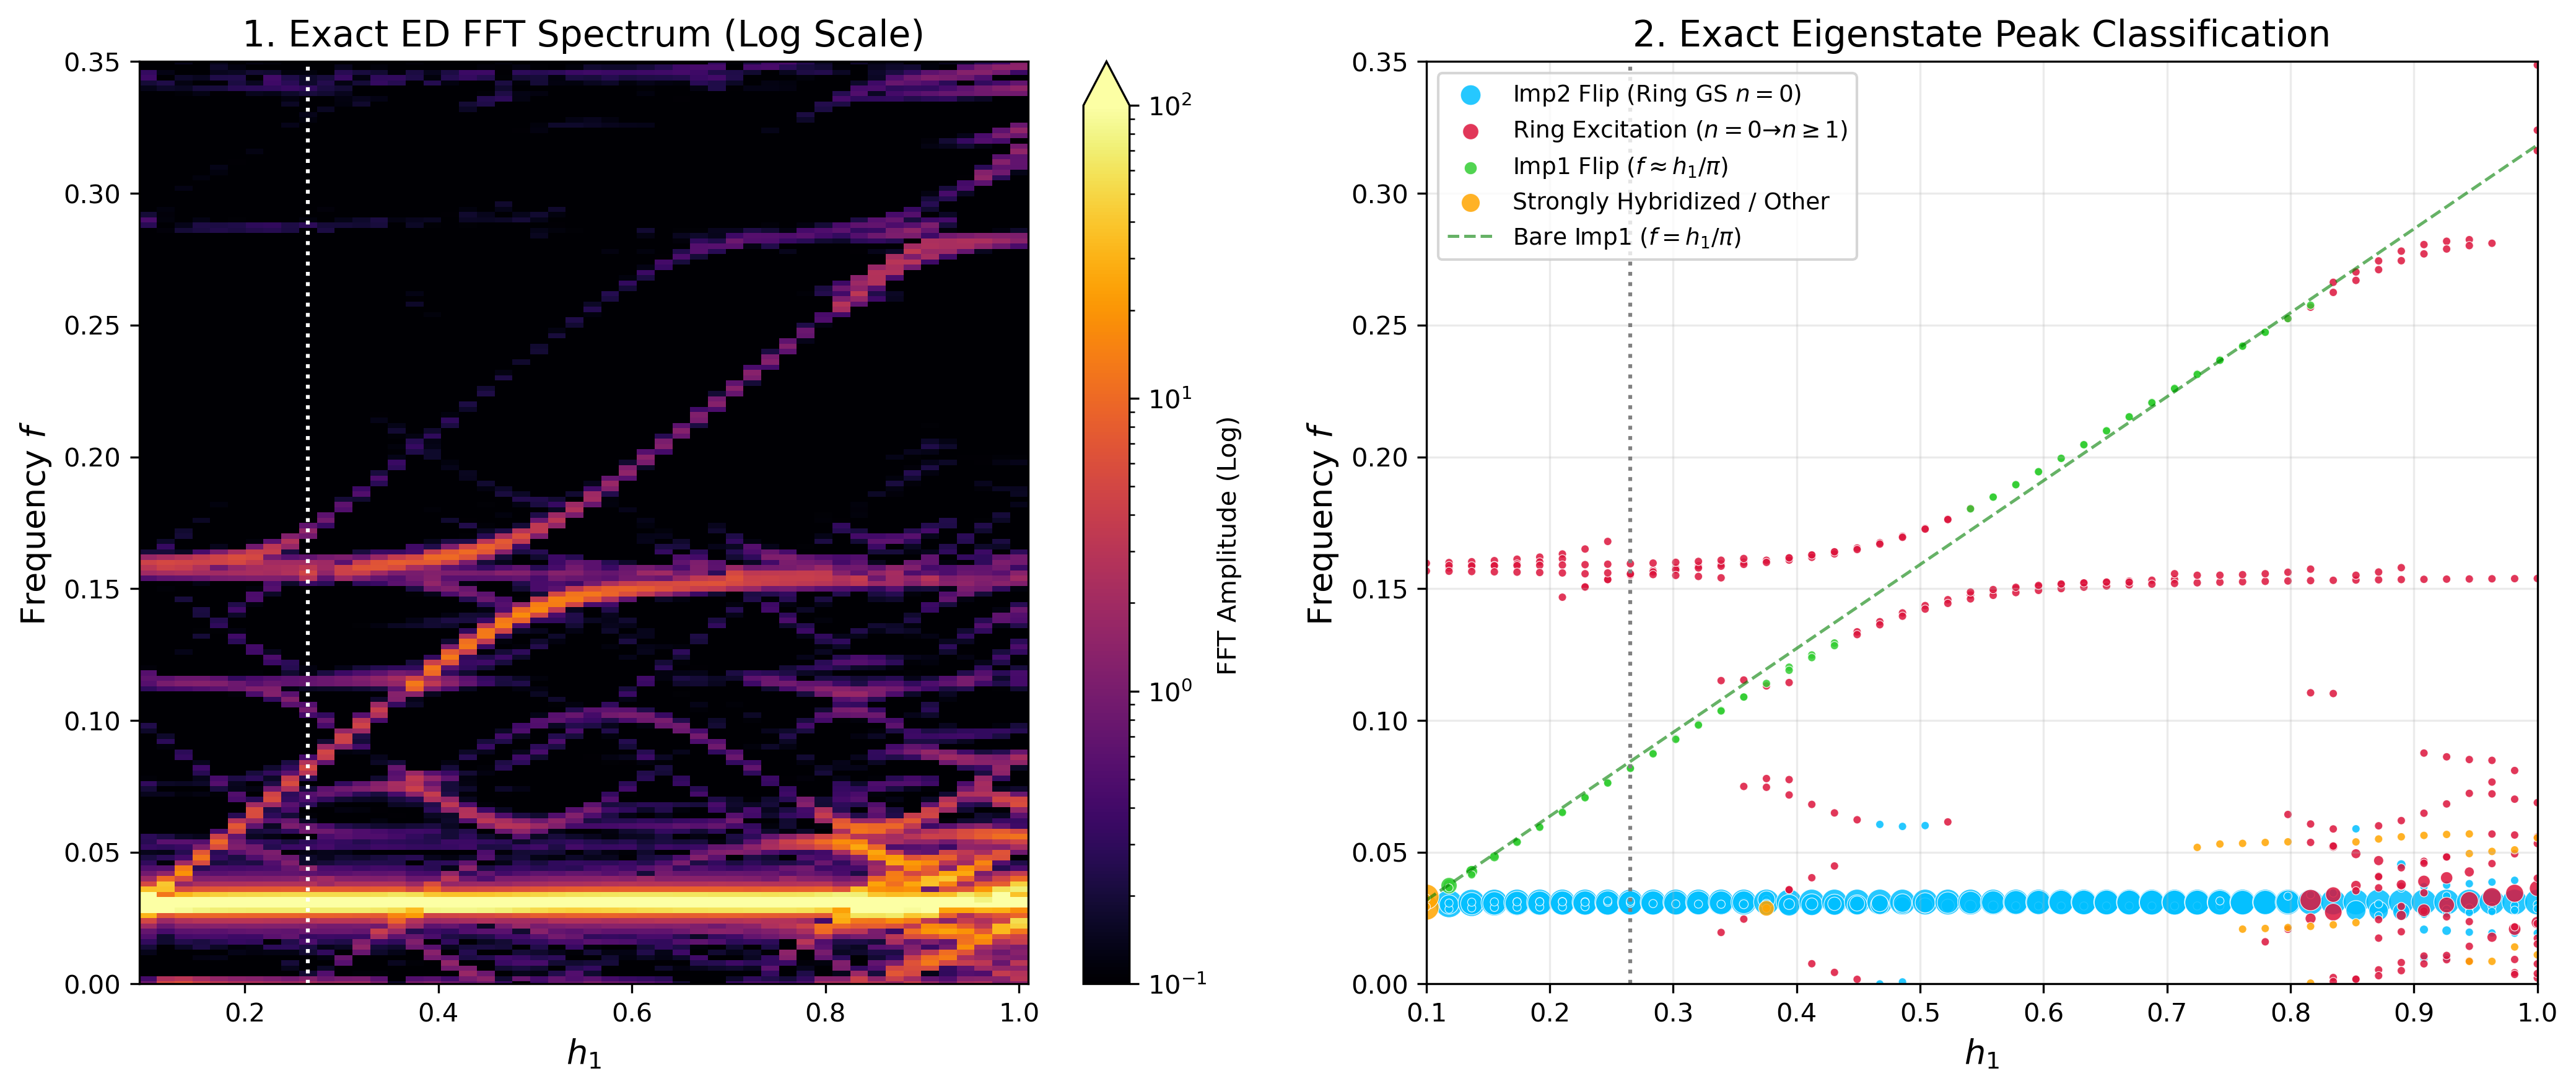 1. Exact ED FFT Spectrum (Log Scale)
0.35
0.30
0.25
0.20
0.15
0.10
0.05
0.00
Frequency f
0.2
0.4
0.6
0.8
1.0
h₁
10²
10¹
10⁰
10⁻¹
FFT Amplitude (Log)
2. Exact Eigenstate Peak Classification
Imp2 Flip (Ring GS n = 0)
Ring Excitation (n = 0→n ≥ 1)
Imp1 Flip (f ≈ h₁/π)
Strongly Hybridized / Other
Bare Imp1 (f = h₁/π)
0.35
0.30
0.25
0.20
0.15
0.10
0.05
0.00
Frequency f
0.1
0.2
0.3
0.4
0.5
0.6
0.7
0.8
0.9
1.0
h₁